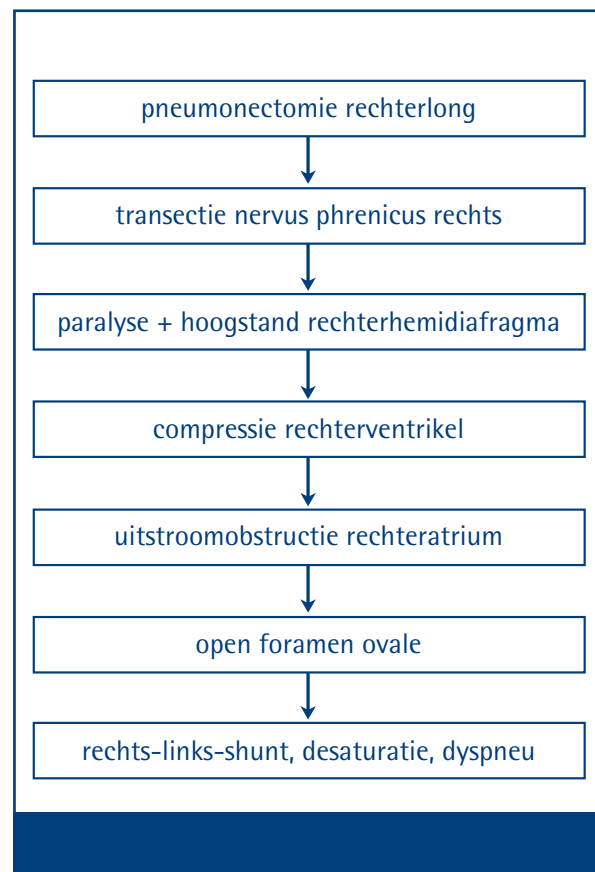 pneumonectomie rechterlong
transectie nervus phrenicus rechts
paralyse + hoogstand rechterhemidiafragma
compressie rechterventrikel
uitstroomobstructie rechteratrium
open foramen ovale
rechts-links-shunt, desaturatie, dyspneu